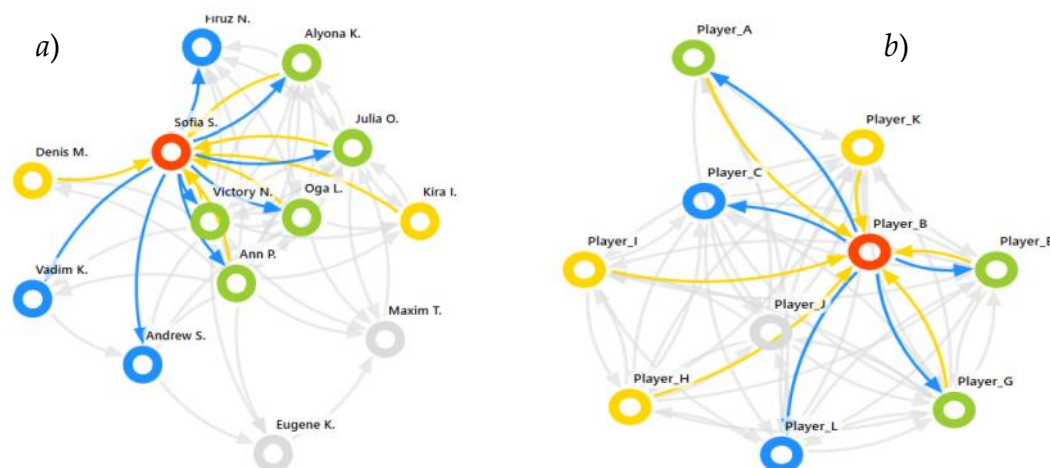 a)
Firuz N.
Alyona K.
Sofia S.
Julia O.
Denis M.
Victory N.
Oga L.
Kira I.
Ann P.
Vadim K.
Andrew S.
Maxim T.
Eugene K.
b)
Player_A
Player_K
Player_C
Player_B
Player_I
Player_E
Player_J
Player_H
Player_G
Player_L